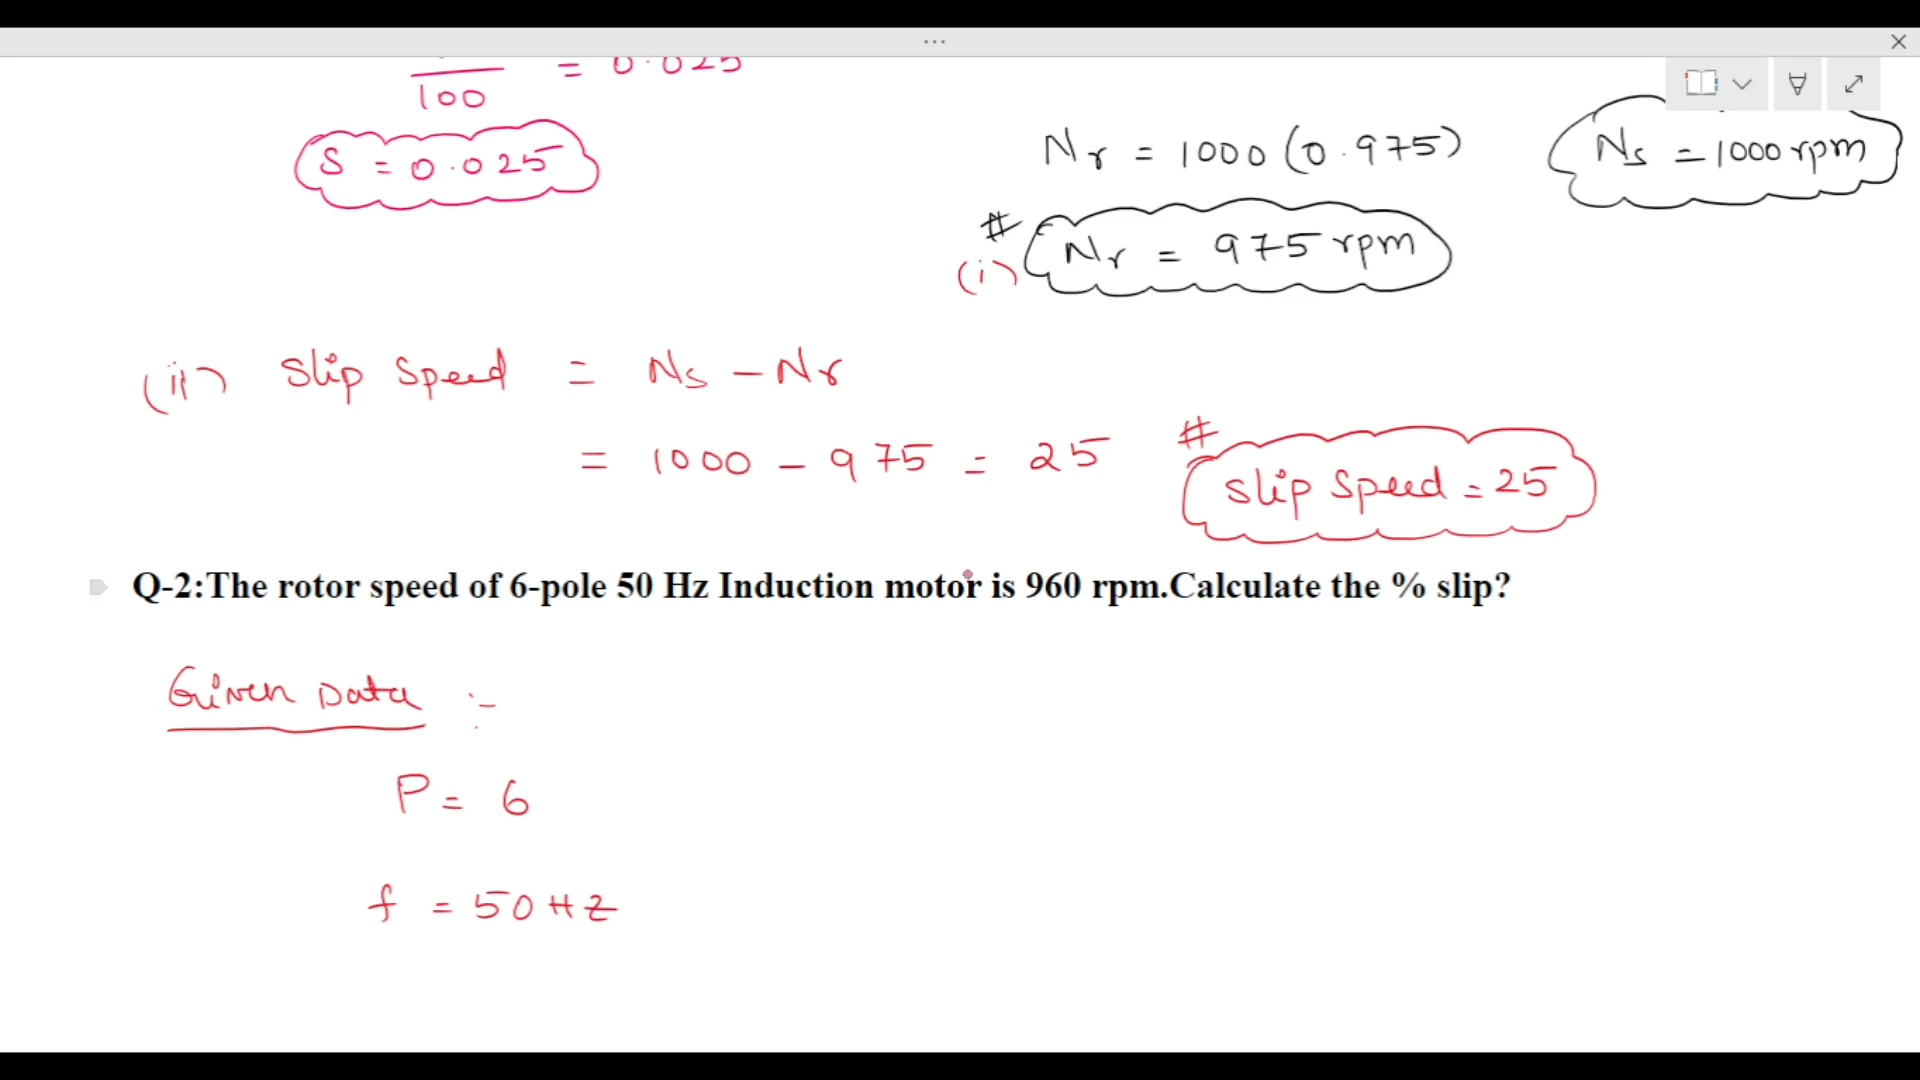 = 0.025
100
S = 0.025
Nr = 1000 (0.975)
Ns = 1000 rpm
#
(i) Nr = 975 rpm
(ii) Slip Speed = Ns - Nr
= 1000 - 975 = 25
#
Slip Speed = 25
Q-2:The rotor speed of 6-pole 50 Hz Induction motor is 960 rpm.Calculate the % slip?
Given Data :-
P = 6
f = 50 Hz